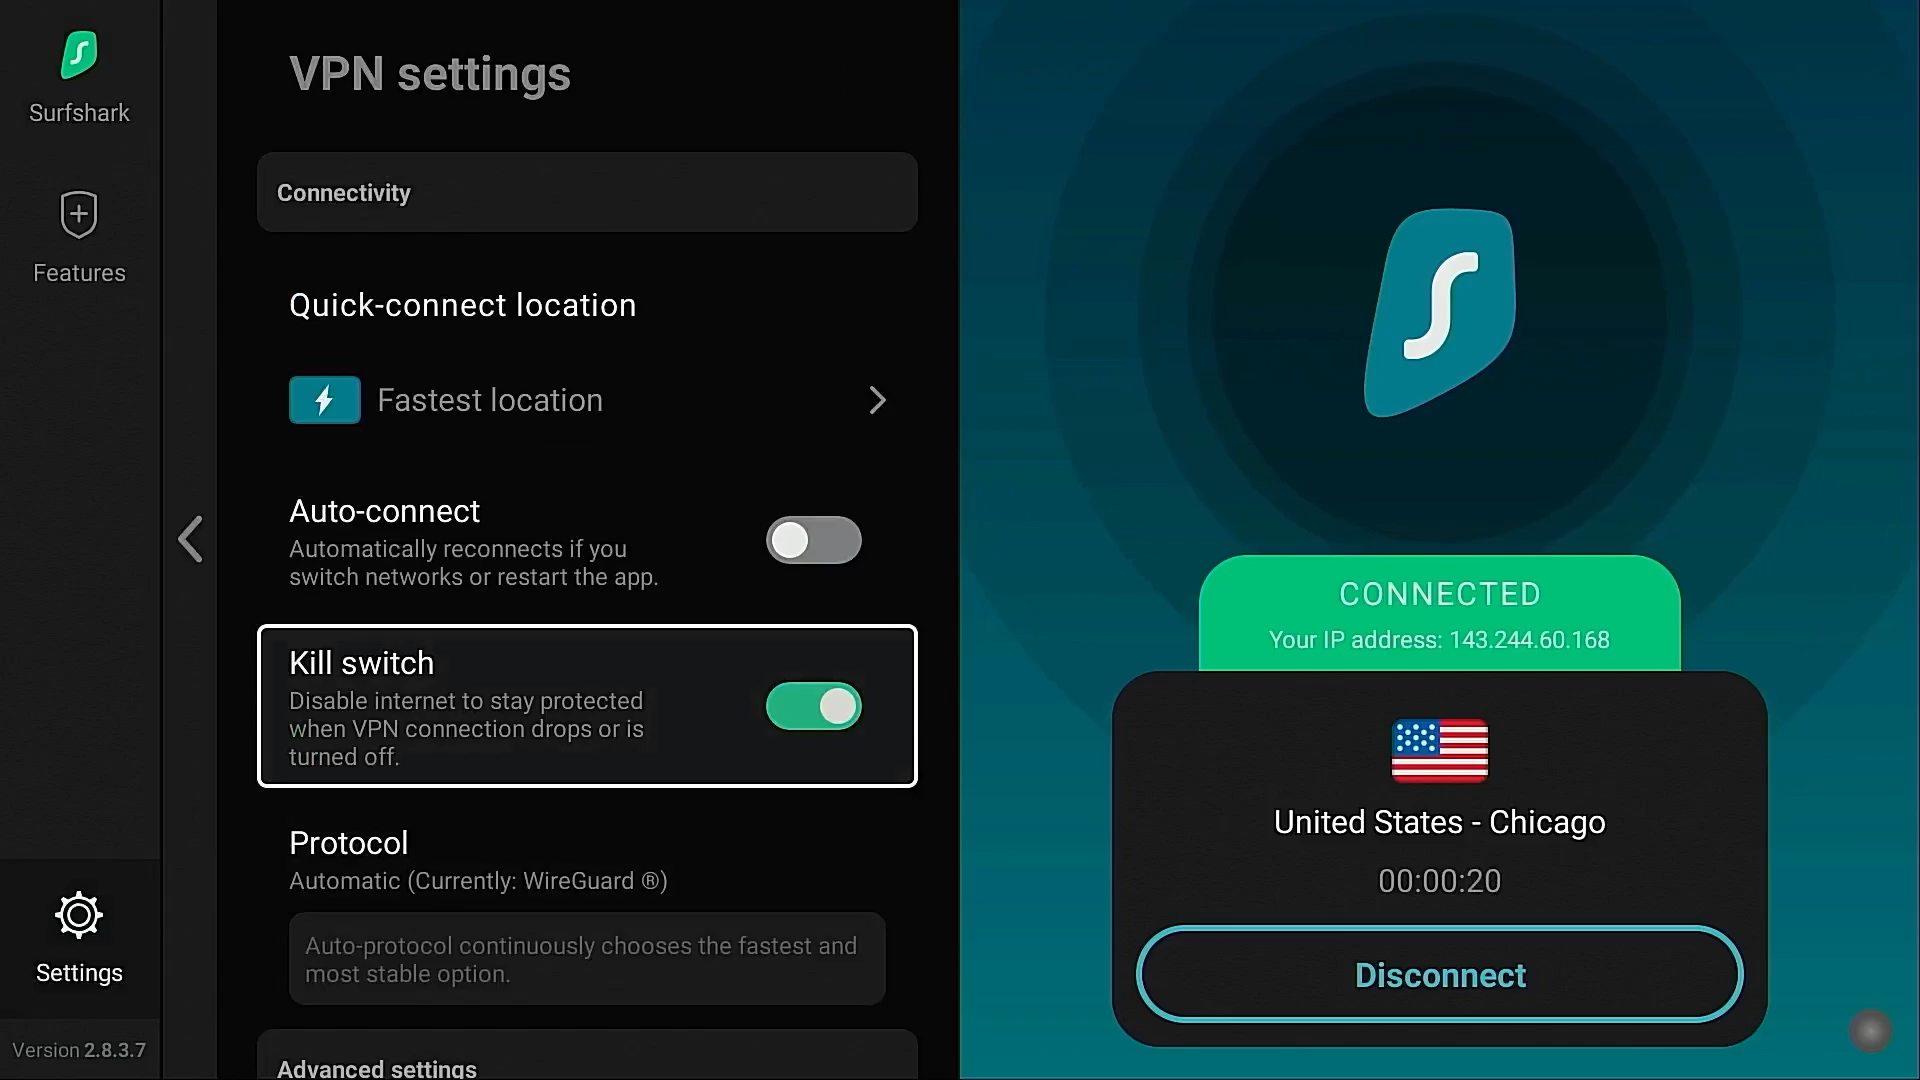 Surfshark
Features
Settings
Version 2.8.3.7
VPN settings
Connectivity
Quick-connect location
Fastest location
Auto-connect
Automatically reconnects if you
switch networks or restart the app.
Kill switch
Disable internet to stay protected
when VPN connection drops or is
turned off.
Protocol
Automatic (Currently: WireGuard ®)
Auto-protocol continuously chooses the fastest and
most stable option.
Advanced settings
CONNECTED
Your IP address: 143.244.60.168
United States - Chicago
00:00:20
Disconnect